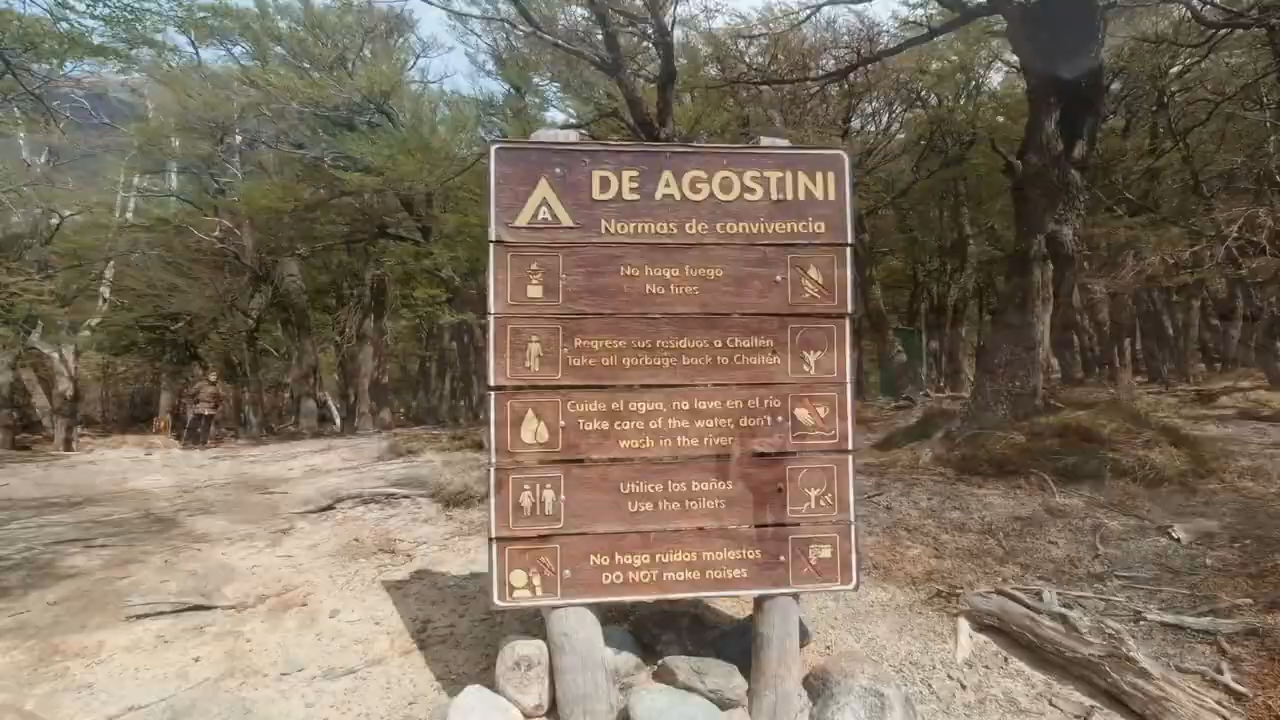 A
DE AGOSTINI
Normas de convivencia
No haga fuego
No fires
Regrese sus residuos a Chaltén
Take all garbage back to Chaltén
Cuide el agua, no lave en el río
Take care of the water, don't
wash in the river
Utilice los baños
Use the toilets
No haga ruidos molestos
DO NOT make noises